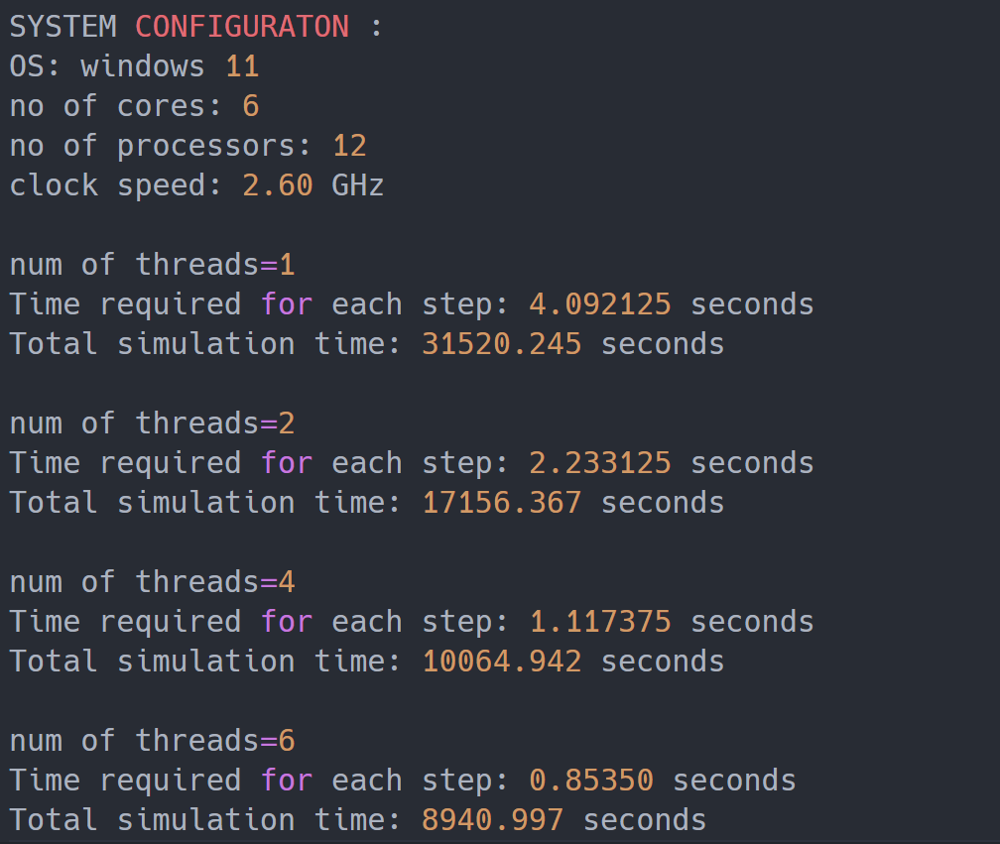 SYSTEM CONFIGURATON :
OS: windows 11
no of cores: 6
no of processors: 12
clock speed: 2.60 GHz
num of threads=1
Time required for each step: 4.092125 seconds
Total simulation time: 31520.245 seconds
num of threads=2
Time required for each step: 2.233125 seconds
Total simulation time: 17156.367 seconds
num of threads=4
Time required for each step: 1.117375 seconds
Total simulation time: 10064.942 seconds
num of threads=6
Time required for each step: 0.85350 seconds
Total simulation time: 8940.997 seconds